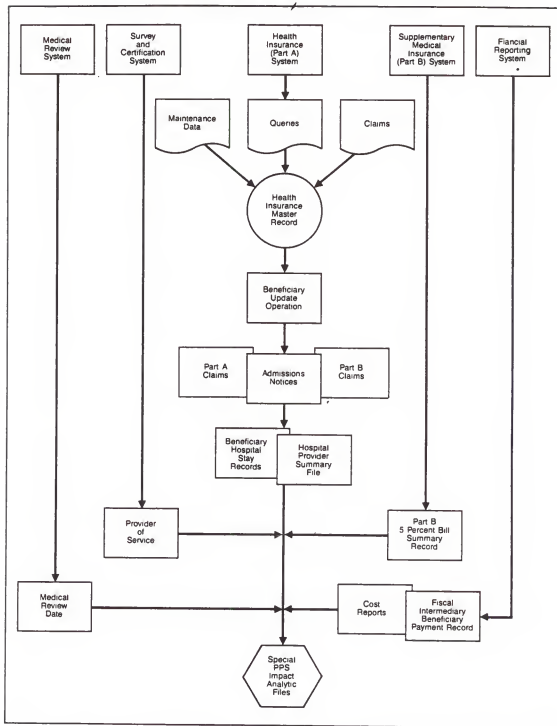 Medical
Review
System
Survey
and
Certification
System
Health
Insurance
(Part A)
System
Supplementary
Medical
Insurance
(Part B) System
Fiancial
Reporting
System
Maintenance
Data
Queries
Claims
Health
Insurance
Master
Record
Beneficiary
Update
Operation
Part A
Claims
Admissions
Notices
Part B
Claims
Beneficiary
Hospital
Stay
Records
Hospital
Provider
Summary
File
Provider
of
Service
Part B
5 Percent Bill
Summary
Record
Medical
Review
Date
Cost
Reports
Fiscal
Intermediary
Beneficiary
Payment Record
Special
PPS
Impact
Analytic
Files